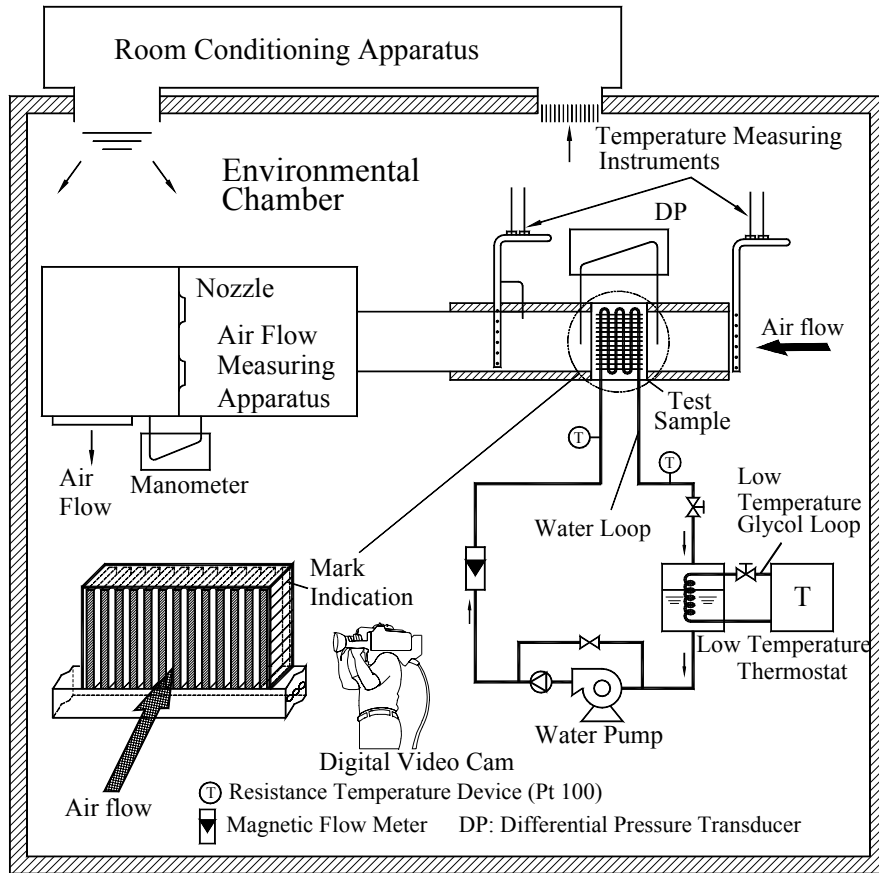 Room Conditioning Apparatus
Temperature Measuring
Instruments
Environmental
Chamber
DP
Nozzle
Air Flow
Measuring
Apparatus
Air flow
Test
Sample
T
T
Air
Flow
Manometer
Low
Temperature
Glycol Loop
Water Loop
Mark
Indication
T
Low Temperature
Thermostat
Water Pump
Digital Video Cam
Air flow
T Resistance Temperature Device (Pt 100)
Magnetic Flow Meter DP: Differential Pressure Transducer